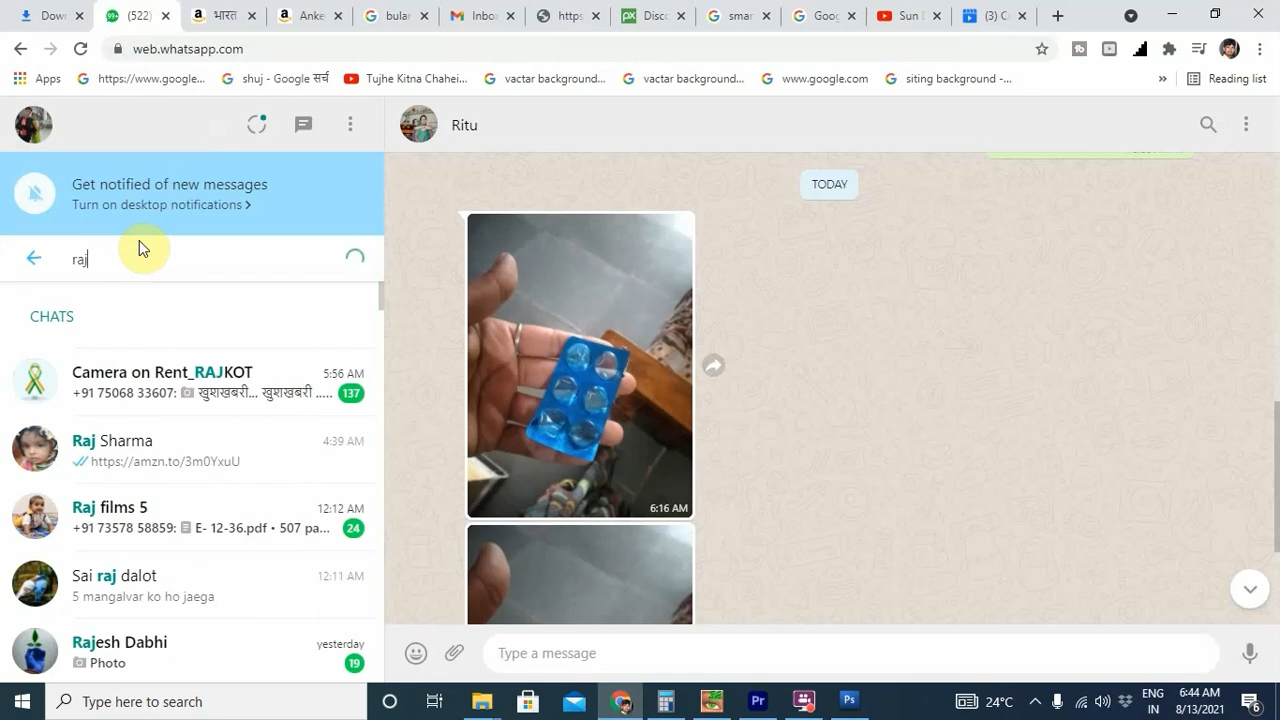 Down
(522)
भारत
Anke
bular
Inbo
https
Disco
smar
Goog
Sun
(3) C
web.whatsapp.com
Apps
https://www.google...
shuj - Google सर्च
Tujhe Kitna Chahei...
vactar background...
vactar background...
www.google.com
siting background -...
»
Reading list
Ritu
Get notified of new messages
Turn on desktop notifications >
TODAY
raj
CHATS
Camera on Rent_RAJKOT 5:56 AM
+91 75068 33607: खुशखबरी... खुशखबरी ..... 137
Raj Sharma 4:39 AM
https://amzn.to/3m0YxuU
Raj films 5 12:12 AM
+91 73578 58859: E- 12-36.pdf • 507 pa... 24
6:16 AM
Sai raj dalot 12:11 AM
5 mangalvar ko ho jaega
Rajesh Dabhi yesterday
Photo 19
Type a message
Type here to search
24°C
ENG
IN
6:44 AM
8/13/2021
6